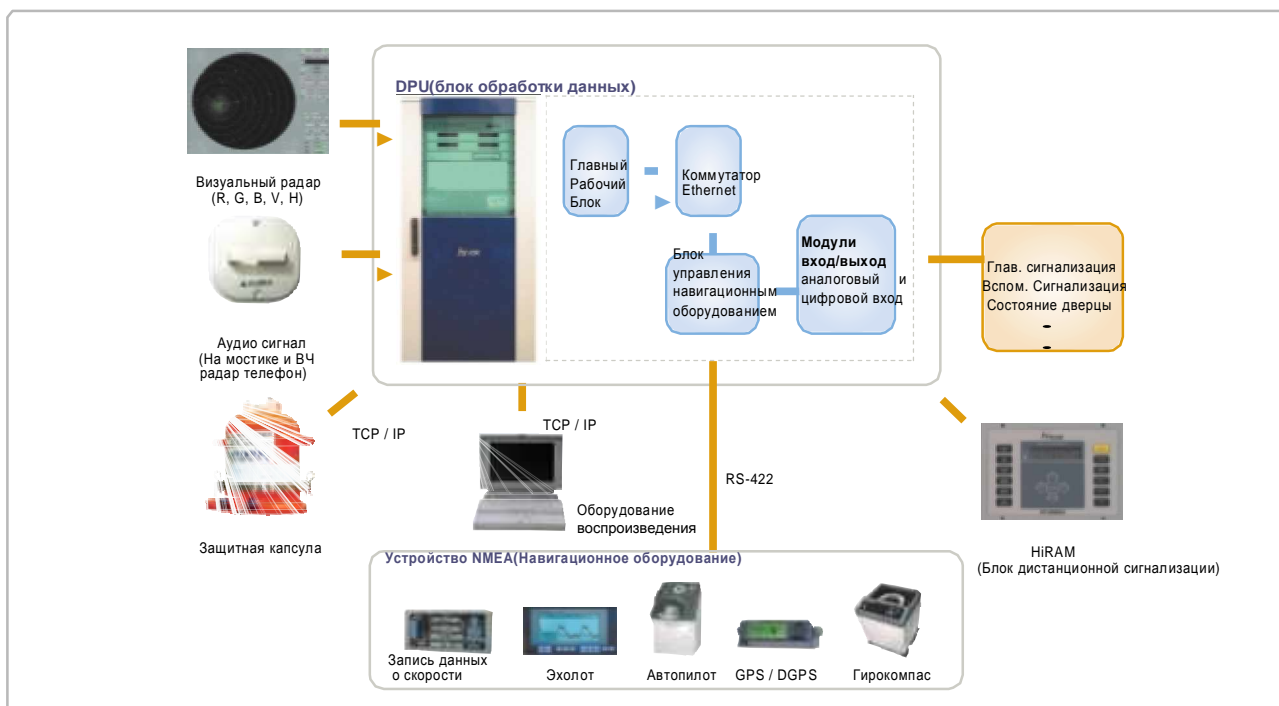 DPU(блок обработки данных)
Визуальный радар
(R, G, B, V, H)
Главный
Рабочий
Блок
Коммутатор
Ethernet
Блок
управления
навигационным
оборудованием
Модули
вход/выход
аналоговый и
цифровой вход
Глав. сигнализация
Вспом. Сигнализация
Состояние дверцы
Аудио сигнал
(На мостике и ВЧ
радар телефон)
TCP / IP
TCP / IP
RS-422
Защитная капсула
Оборудование
воспроизведения
HiRAM
(Блок дистанционной сигнализации)
Устройство NMEA(Навигационное оборудование)
Запись данных
о скорости
Эхолот
Автопилот
GPS / DGPS
Гирокомпас